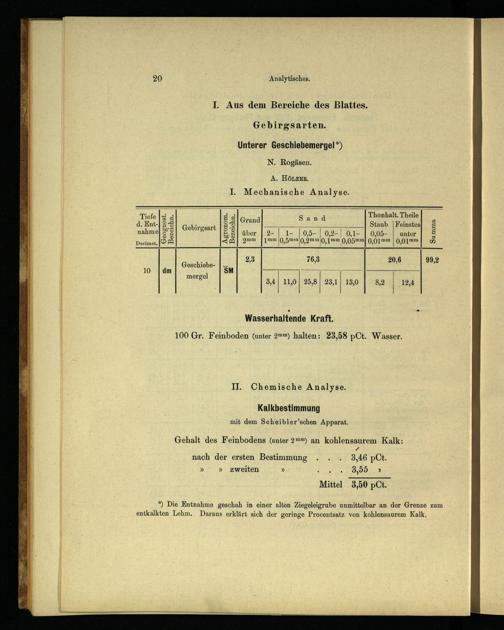 20 Analytisches.
I. Aus dem Bereiche des Blattes.
Gebirgsarten.
Unterer Geschiebemergel*)
N. Rogäsen.
A. HÖLZER.
I. Mechanische Analyse.
Tiefe d. Ent- nahme Decimet. | Geognost. Bezeichn. | Gebirgsart | Agronom. Bezeichn. | Grand über 2mm | Sand | Thonhalt. Theile | Summa
2– 1mm | 1– 0,5mm | 0,5– 0,2mm | 0,2– 0,1mm | 0,1– 0,05mm | Staub 0,05– 0,01mm | Feinstes unter 0,01mm
10 | dm | Geschiebe- mergel | SM | 2,3 | 76,3 | 20,6 | 99,2
3,4 | 11,0 | 25,8 | 23,1 | 13,0 | 8,2 | 12,4
Wasserhaltende Kraft.
100 Gr. Feinboden (unter 2mm) halten: 23,58 pCt. Wasser.
II. Chemische Analyse.
Kalkbestimmung
mit dem Scheibler'schen Apparat.
Gehalt des Feinbodens (unter 2mm) an kohlensaurem Kalk:
nach der ersten Bestimmung . . . 3,46 pCt.
» » zweiten » . . . 3,55 »
Mittel 3,50 pCt.
*) Die Entnahme geschah in einer alten Ziegeleigrube unmittelbar an der Grenze zum
entkalkten Lehm. Daraus erklärt sich der geringe Procentsatz von kohlensaurem Kalk.